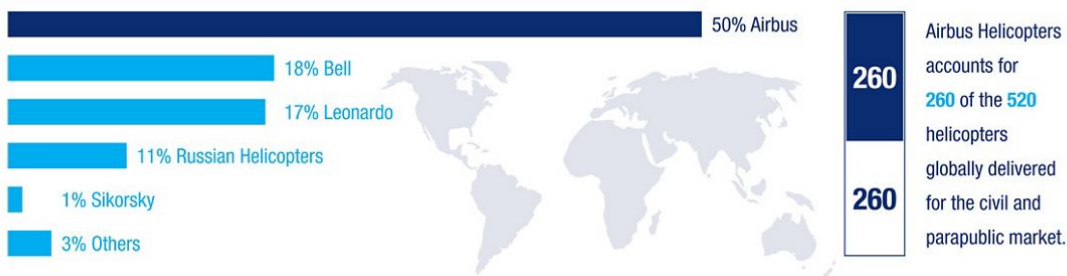 50% Airbus
18% Bell
17% Leonardo
11% Russian Helicopters
1% Sikorsky
3% Others
260
260
Airbus Helicopters
accounts for
260 of the 520
helicopters
globally delivered
for the civil and
parapublic market.